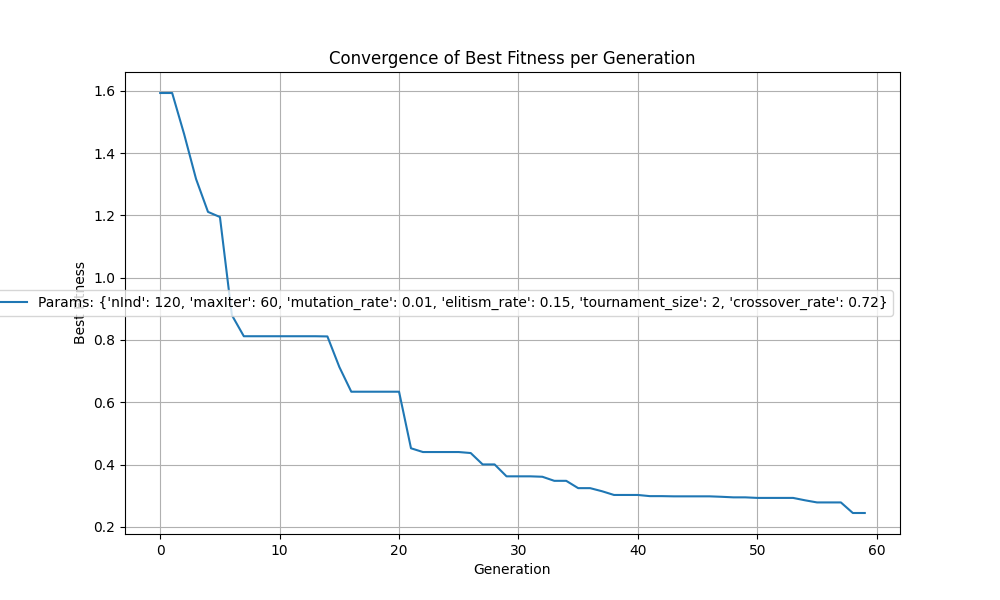 Convergence of Best Fitness per Generation
1.6
1.4
1.2
1.0
0.8
0.6
0.4
0.2
Best Fitness
Params: {'nInd': 120, 'maxIter': 60, 'mutation_rate': 0.01, 'elitism_rate': 0.15, 'tournament_size': 2, 'crossover_rate': 0.72}
0 10 20 30 40 50 60
Generation